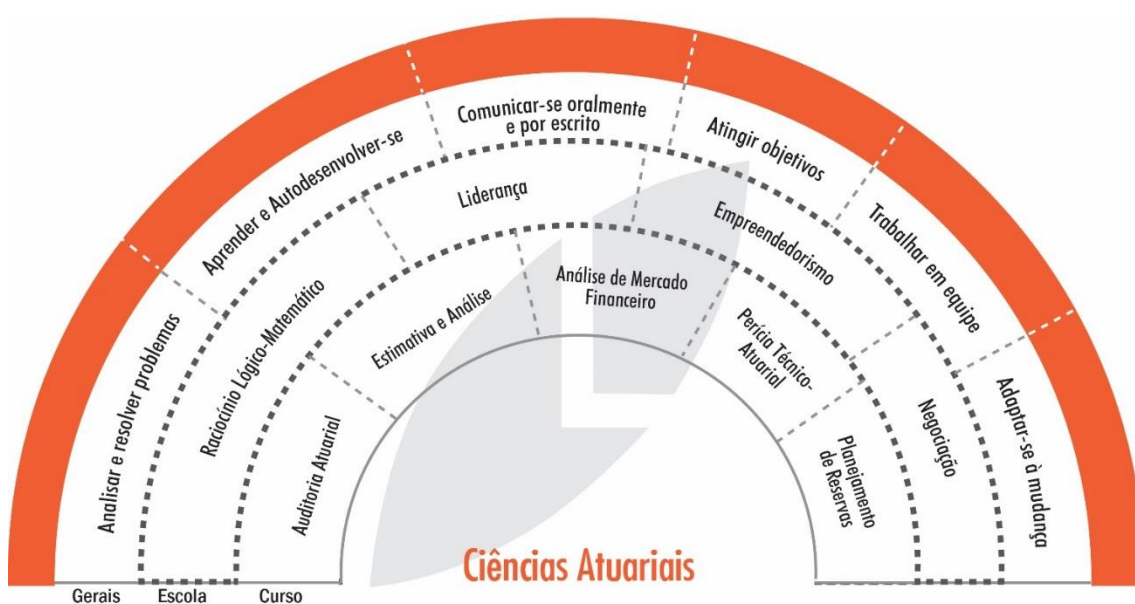 Analisar e resolver problemas
Aprender e Autodesenvolver-se
Comunicar-se oralmente
e por escrito
Atingir objetivos
Trabalhar em equipe
Adaptar-se à mudança
Raciocínio Lógico-Matemático
Liderança
Empreendedorismo
Negociação
Auditoria Atuarial
Estimativa e Análise
Análise de Mercado
Financeiro
Perícia Técnico-
Atuarial
Planejamento
de Reservas
Ciências Atuariais
Gerais
Escola
Curso